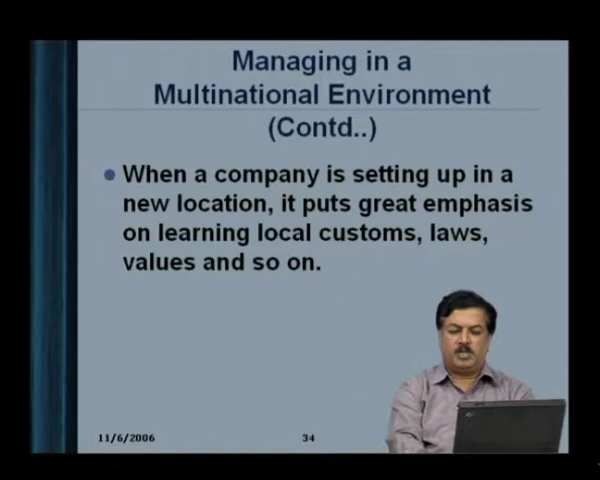 Managing in a
Multinational Environment
(Contd..)
When a company is setting up in a
new location, it puts great emphasis
on learning local customs, laws,
values and so on.
11/6/2006
34